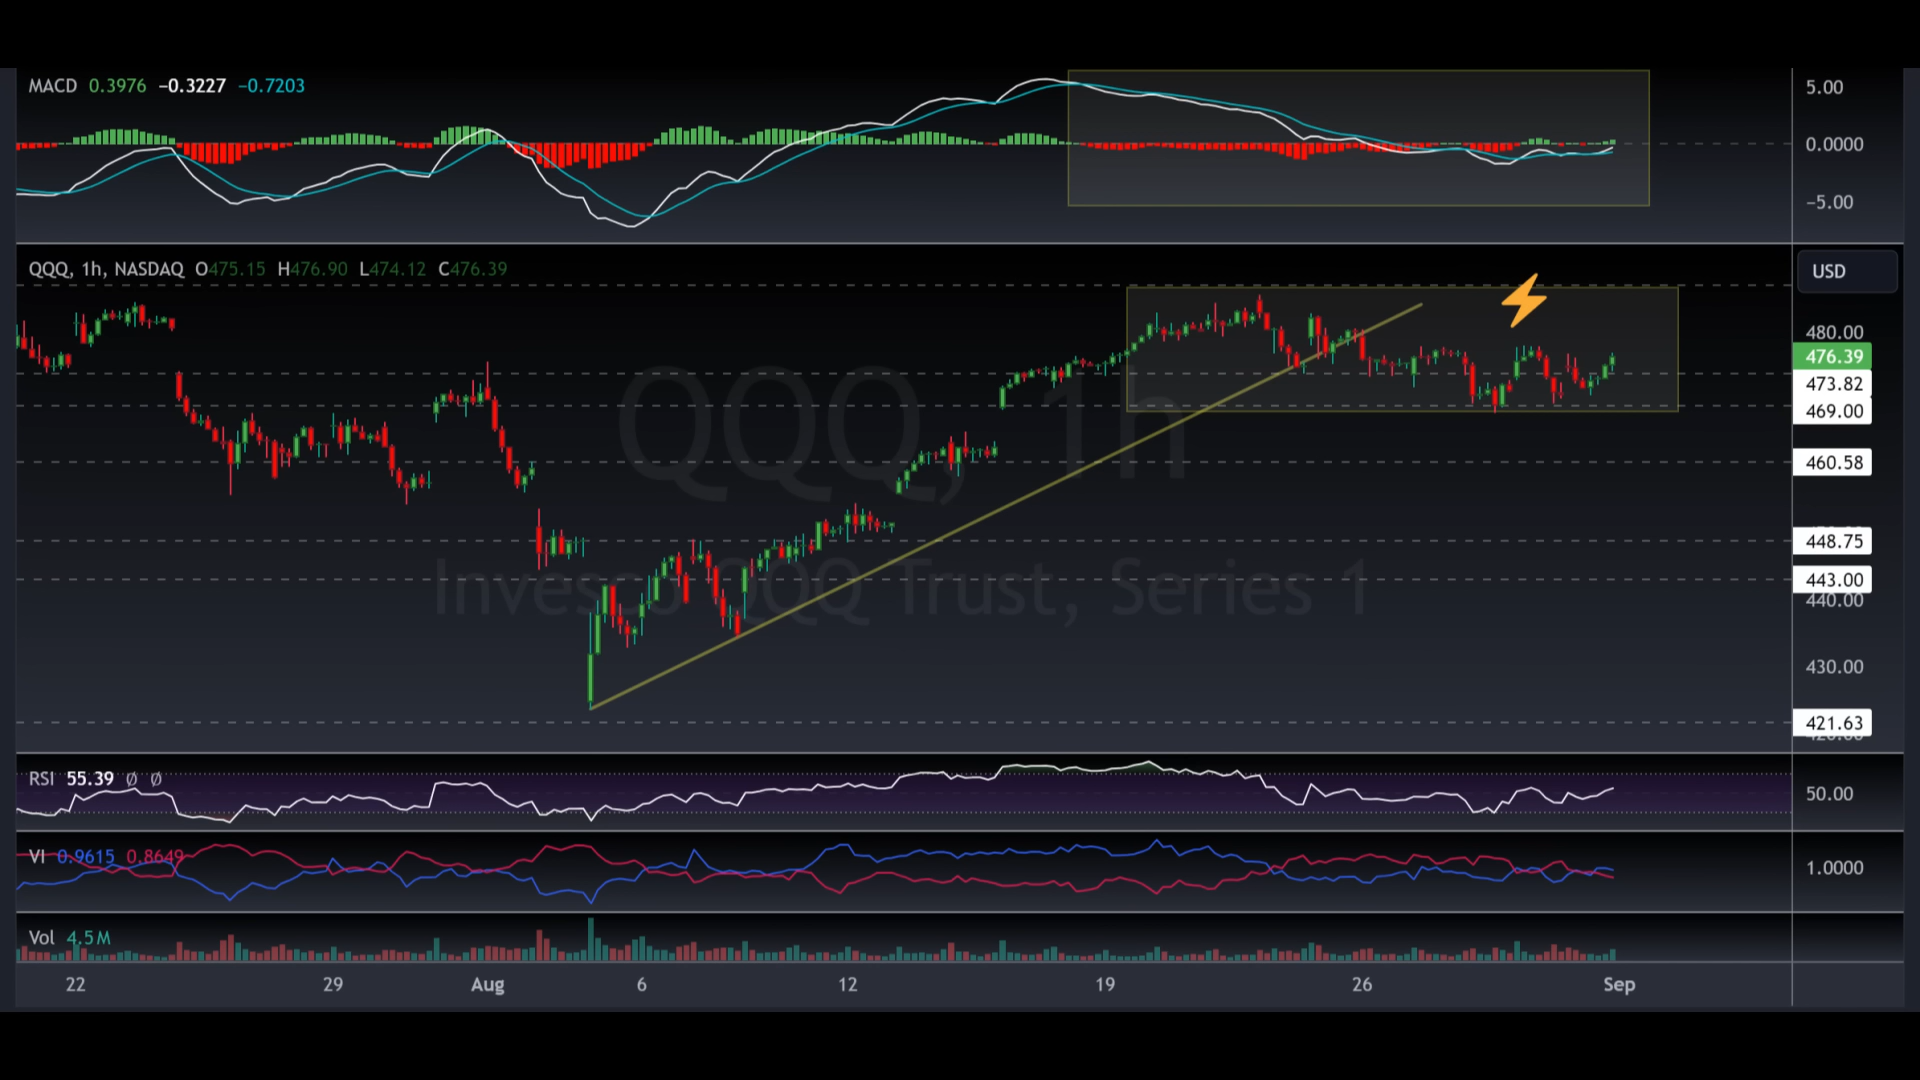 MACD 0.3976 −0.3227 −0.7203
5.00
0.0000
−5.00
QQQ, 1h, NASDAQ O475.15 H476.90 L474.12 C476.39
USD
480.00
476.39
473.82
469.00
460.58
448.75
443.00
440.00
430.00
421.63
QQQ, 1h
Invesco QQQ Trust, Series 1
RSI 55.39 Ø Ø
50.00
VI 0.9615 0.8649
1.0000
Vol 4.5M
22 29 Aug 6 12 19 26 Sep